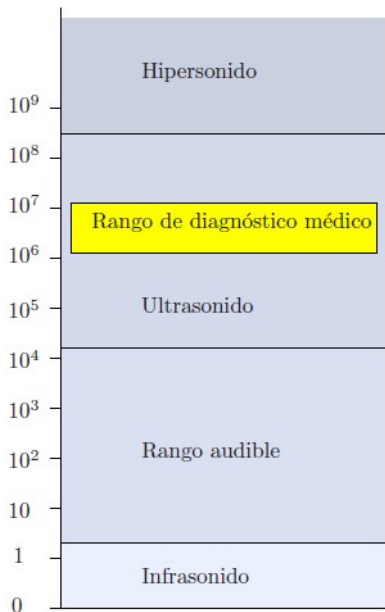 Hipersonido
10⁹
10⁸
10⁷
Rango de diagnóstico médico
10⁶
Ultrasonido
10⁵
10⁴
10³
Rango audible
10²
10
1
Infrasonido
0